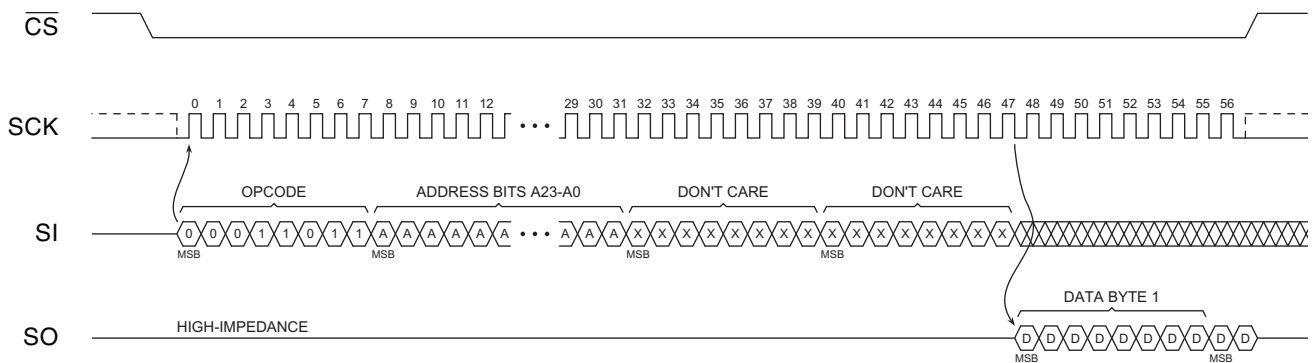 CS
0 1 2 3 4 5 6 7 8 9 10 11 12 29 30 31 32 33 34 35 36 37 38 39 40 41 42 43 44 45 46 47 48 49 50 51 52 53 54 55 56
SCK
OPCODE ADDRESS BITS A23-A0 DON'T CARE DON'T CARE
SI 0 0 0 1 1 0 1 1 A A A A A A A A A X X X X X X X X X X X X X X X X
MSB MSB MSB MSB
DATA BYTE 1
HIGH-IMPEDANCE
SO D D D D D D D D D D
MSB MSB